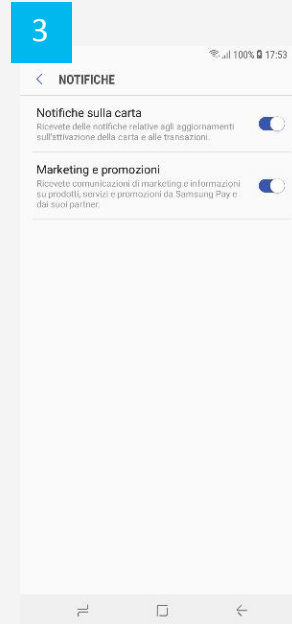 3
100% 17:53
< NOTIFICHE
Notifiche sulla carta
Ricevete delle notifiche relative agli aggiornamenti
sull'attivazione della carta e alle transazioni.
Marketing e promozioni
Ricevete comunicazioni di marketing e informazioni
su prodotti, servizi e promozioni da Samsung Pay e
dai suoi partner.